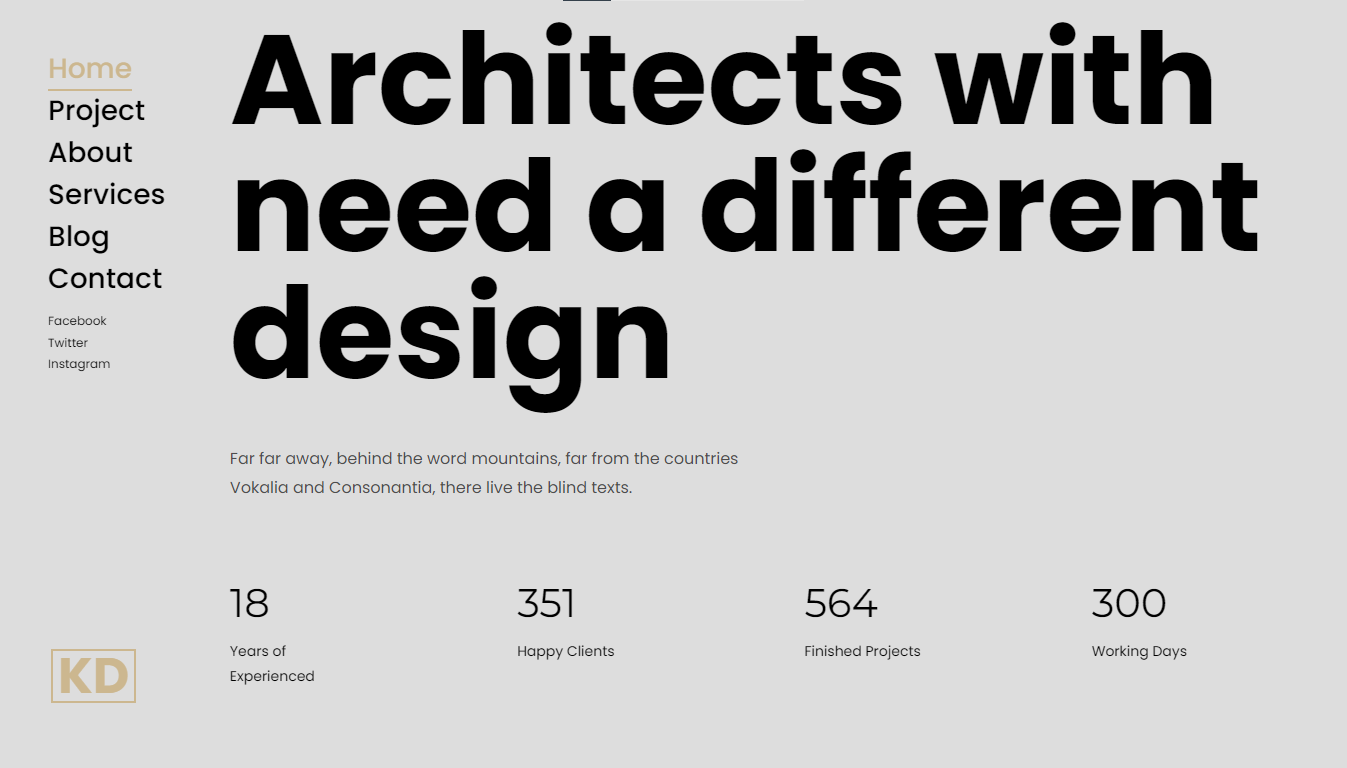 Home
Project
About
Services
Blog
Contact
Facebook
Twitter
Instagram
KD
Architects with
need a different
design
Far far away, behind the word mountains, far from the countries
Vokalia and Consonantia, there live the blind texts.
18
Years of
Experienced
351
Happy Clients
564
Finished Projects
300
Working Days